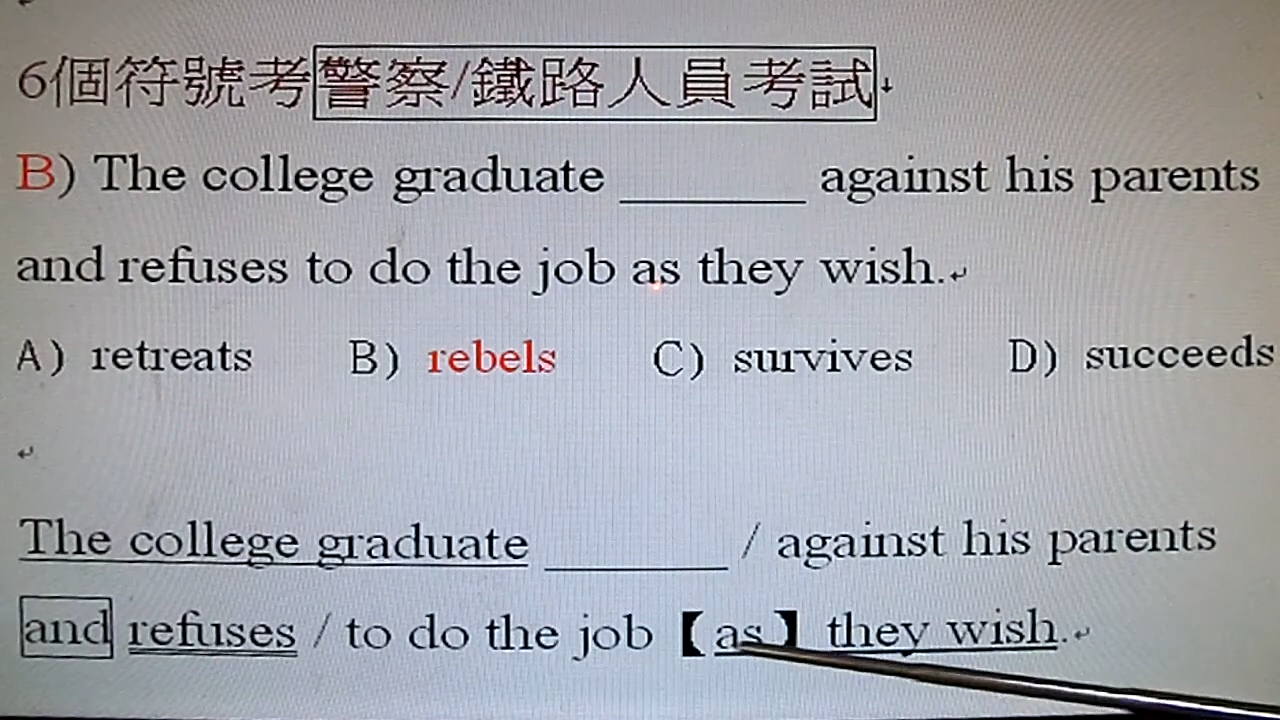 6個符號考警察/鐵路人員考試
B) The college graduate ________ against his parents
and refuses to do the job as they wish.
A) retreats B) rebels C) survives D) succeeds
The college graduate ________ / against his parents
and refuses / to do the job【as】they wish.